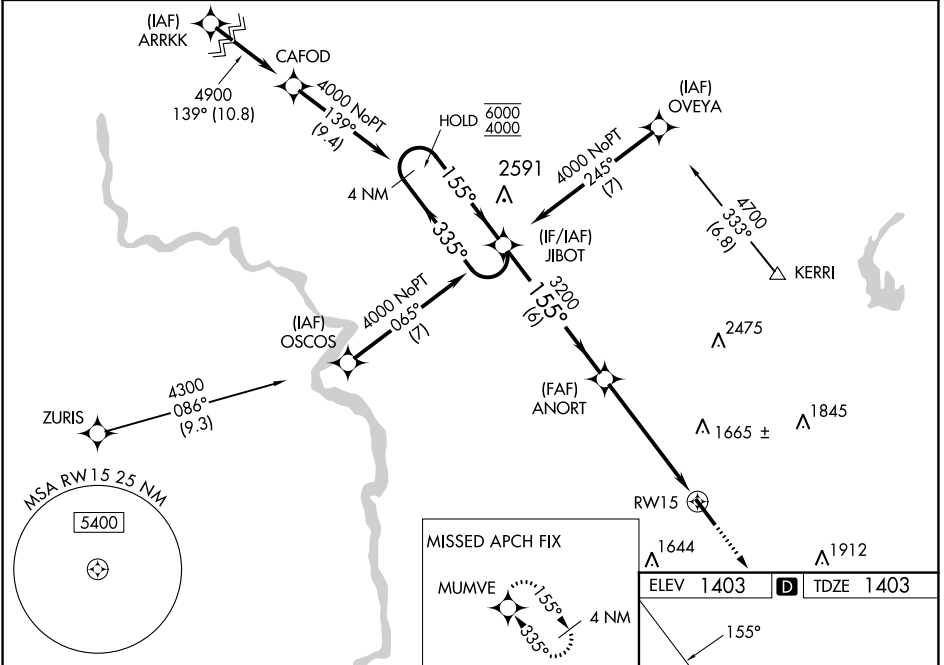 (IAF)
ARRKK
CAFOD
4900
139° (10.8)
4000 NoPT
139°
(9.4)
HOLD
6000
4000
4 NM
155°
335°
2591
(IAF)
OVEYA
4000 NoPT
245°
(7)
4700
333°
(6.8)
KERRI
(IF/IAF)
JIBOT
3200
155°
(6)
(IAF)
OSCOS
4000 NoPT
065°
(7)
ZURIS
4300
086°
(9.3)
2475
(FAF)
ANORT
1665 ±
1845
RW15
MSA RW15 25 NM
5400
MISSED APCH FIX
MUMVE
155°
335°
4 NM
1644
1912
ELEV 1403 D TDZE 1403
155°